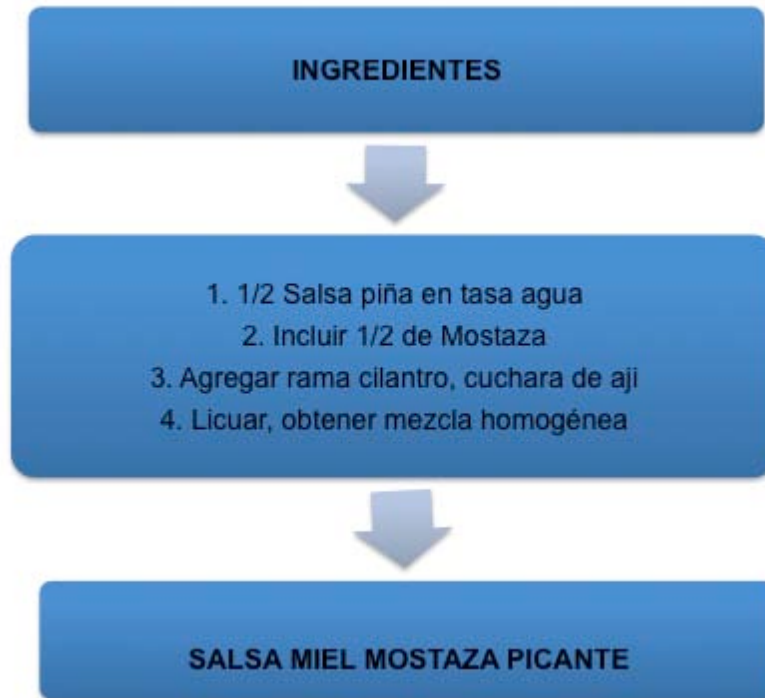 INGREDIENTES
1. 1/2 Salsa piña en tasa agua
2. Incluir 1/2 de Mostaza
3. Agregar rama cilantro, cuchara de aji
4. Licuar, obtener mezcla homogénea
SALSA MIEL MOSTAZA PICANTE